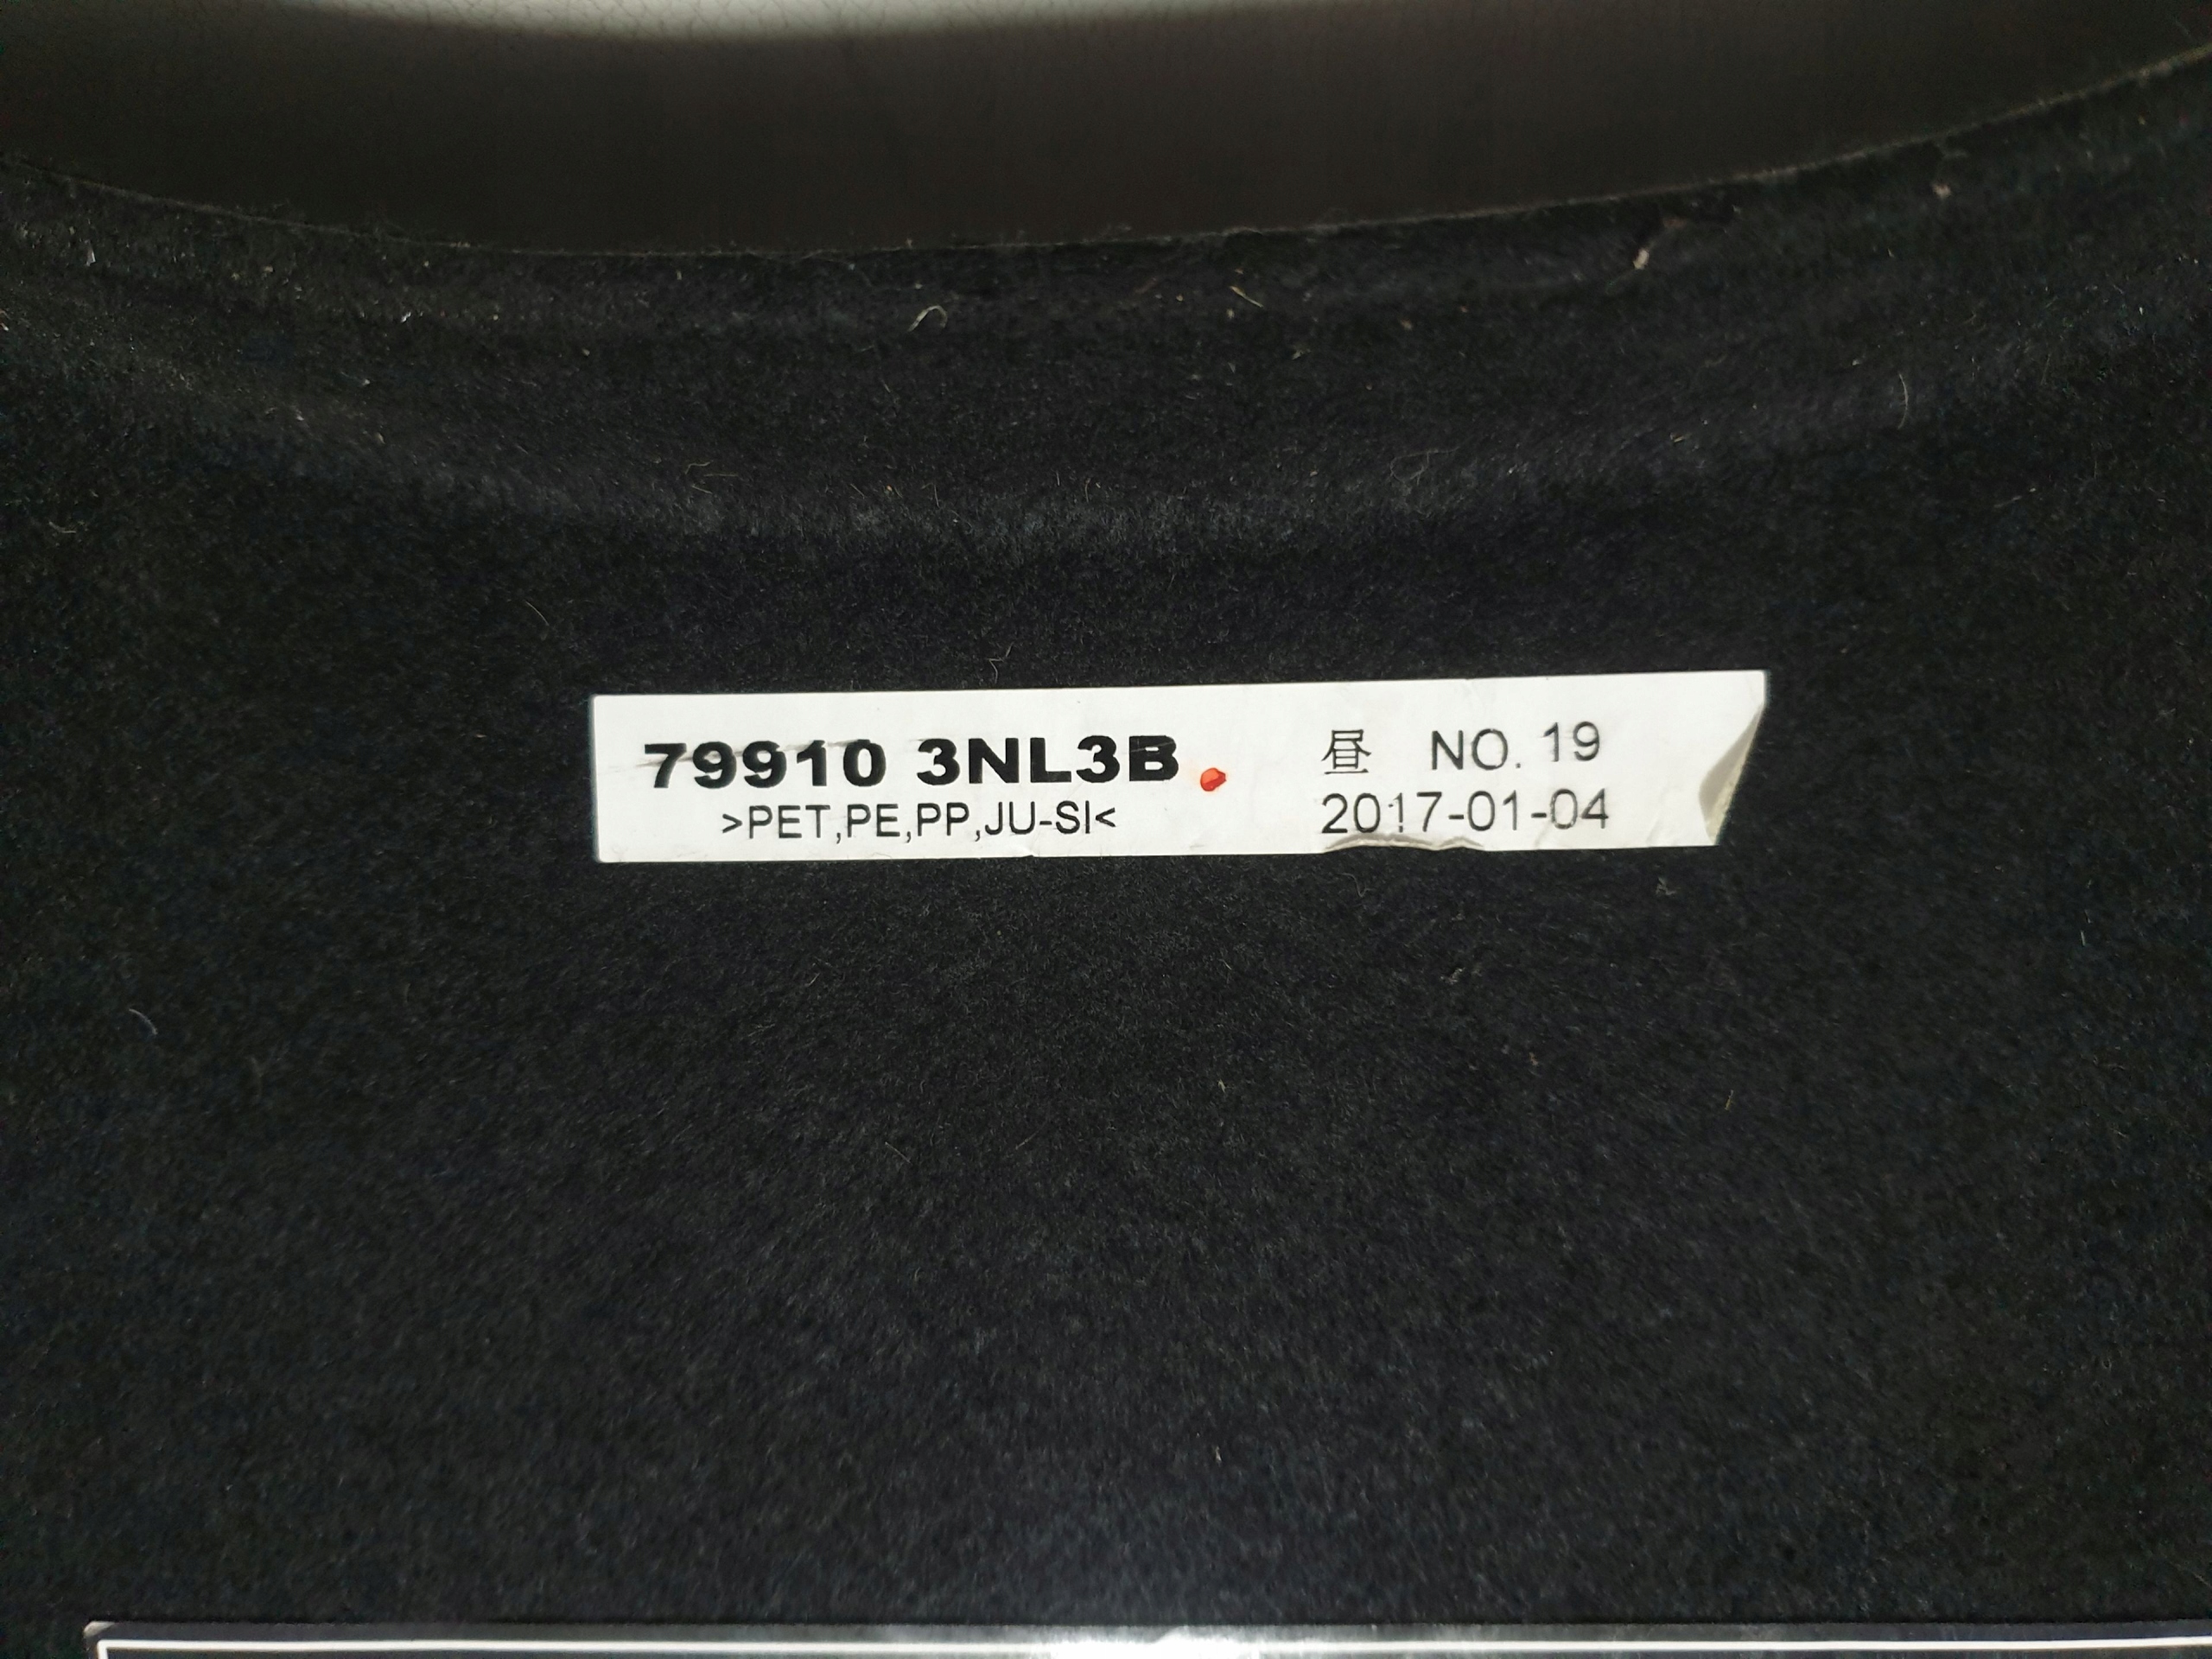 79910 3NL3B.
>PET,PE,PP,JU-SI<
昼 NO. 19
2017-01-04